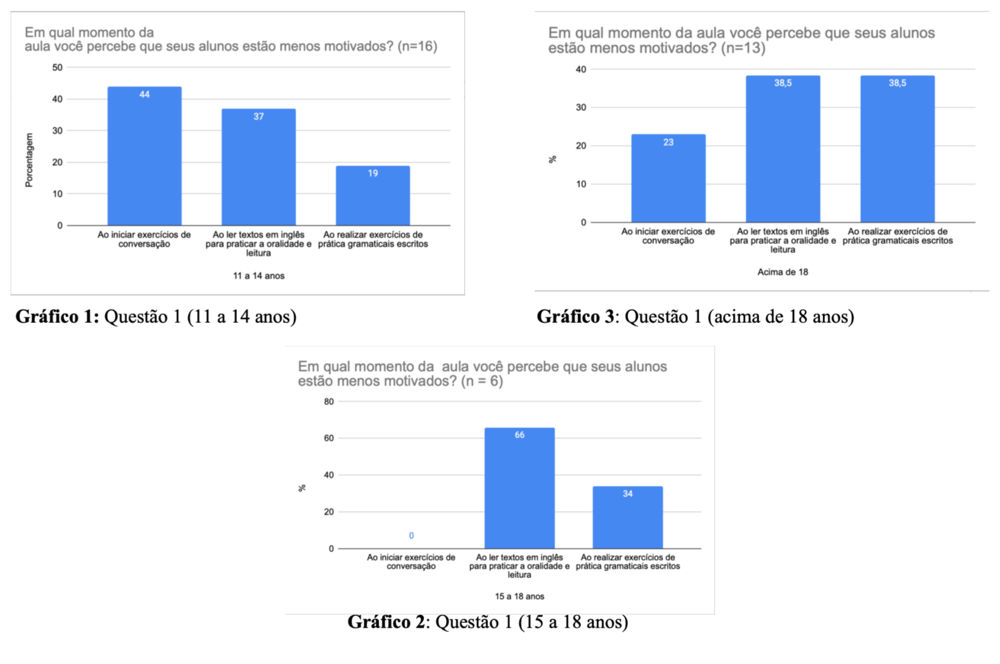 Em qual momento da
aula você percebe que seus alunos estão menos motivados? (n=16)
Porcentagem
50
40
30
20
10
0
44
37
19
Ao iniciar exercícios de
conversação
Ao ler textos em inglês
para praticar a oralidade e
leitura
Ao realizar exercícios de
prática gramaticais escritos
11 a 14 anos
Gráfico 1: Questão 1 (11 a 14 anos)
Em qual momento da aula você percebe que seus alunos
estão menos motivados? (n=13)
%
40
30
20
10
0
23
38,5
38,5
Ao iniciar exercícios de
conversação
Ao ler textos em inglês
para praticar a oralidade e
leitura
Ao realizar exercícios de
prática gramaticais escritos
Acima de 18
Gráfico 3: Questão 1 (acima de 18 anos)
Em qual momento da  aula você percebe que seus alunos
estão menos motivados? (n = 6)
%
80
60
40
20
0
0
66
34
Ao iniciar exercícios de
conversação
Ao ler textos em inglês
para praticar a oralidade e
leitura
Ao realizar exercícios de
prática gramaticais escritos
15 a 18 anos
Gráfico 2: Questão 1 (15 a 18 anos)